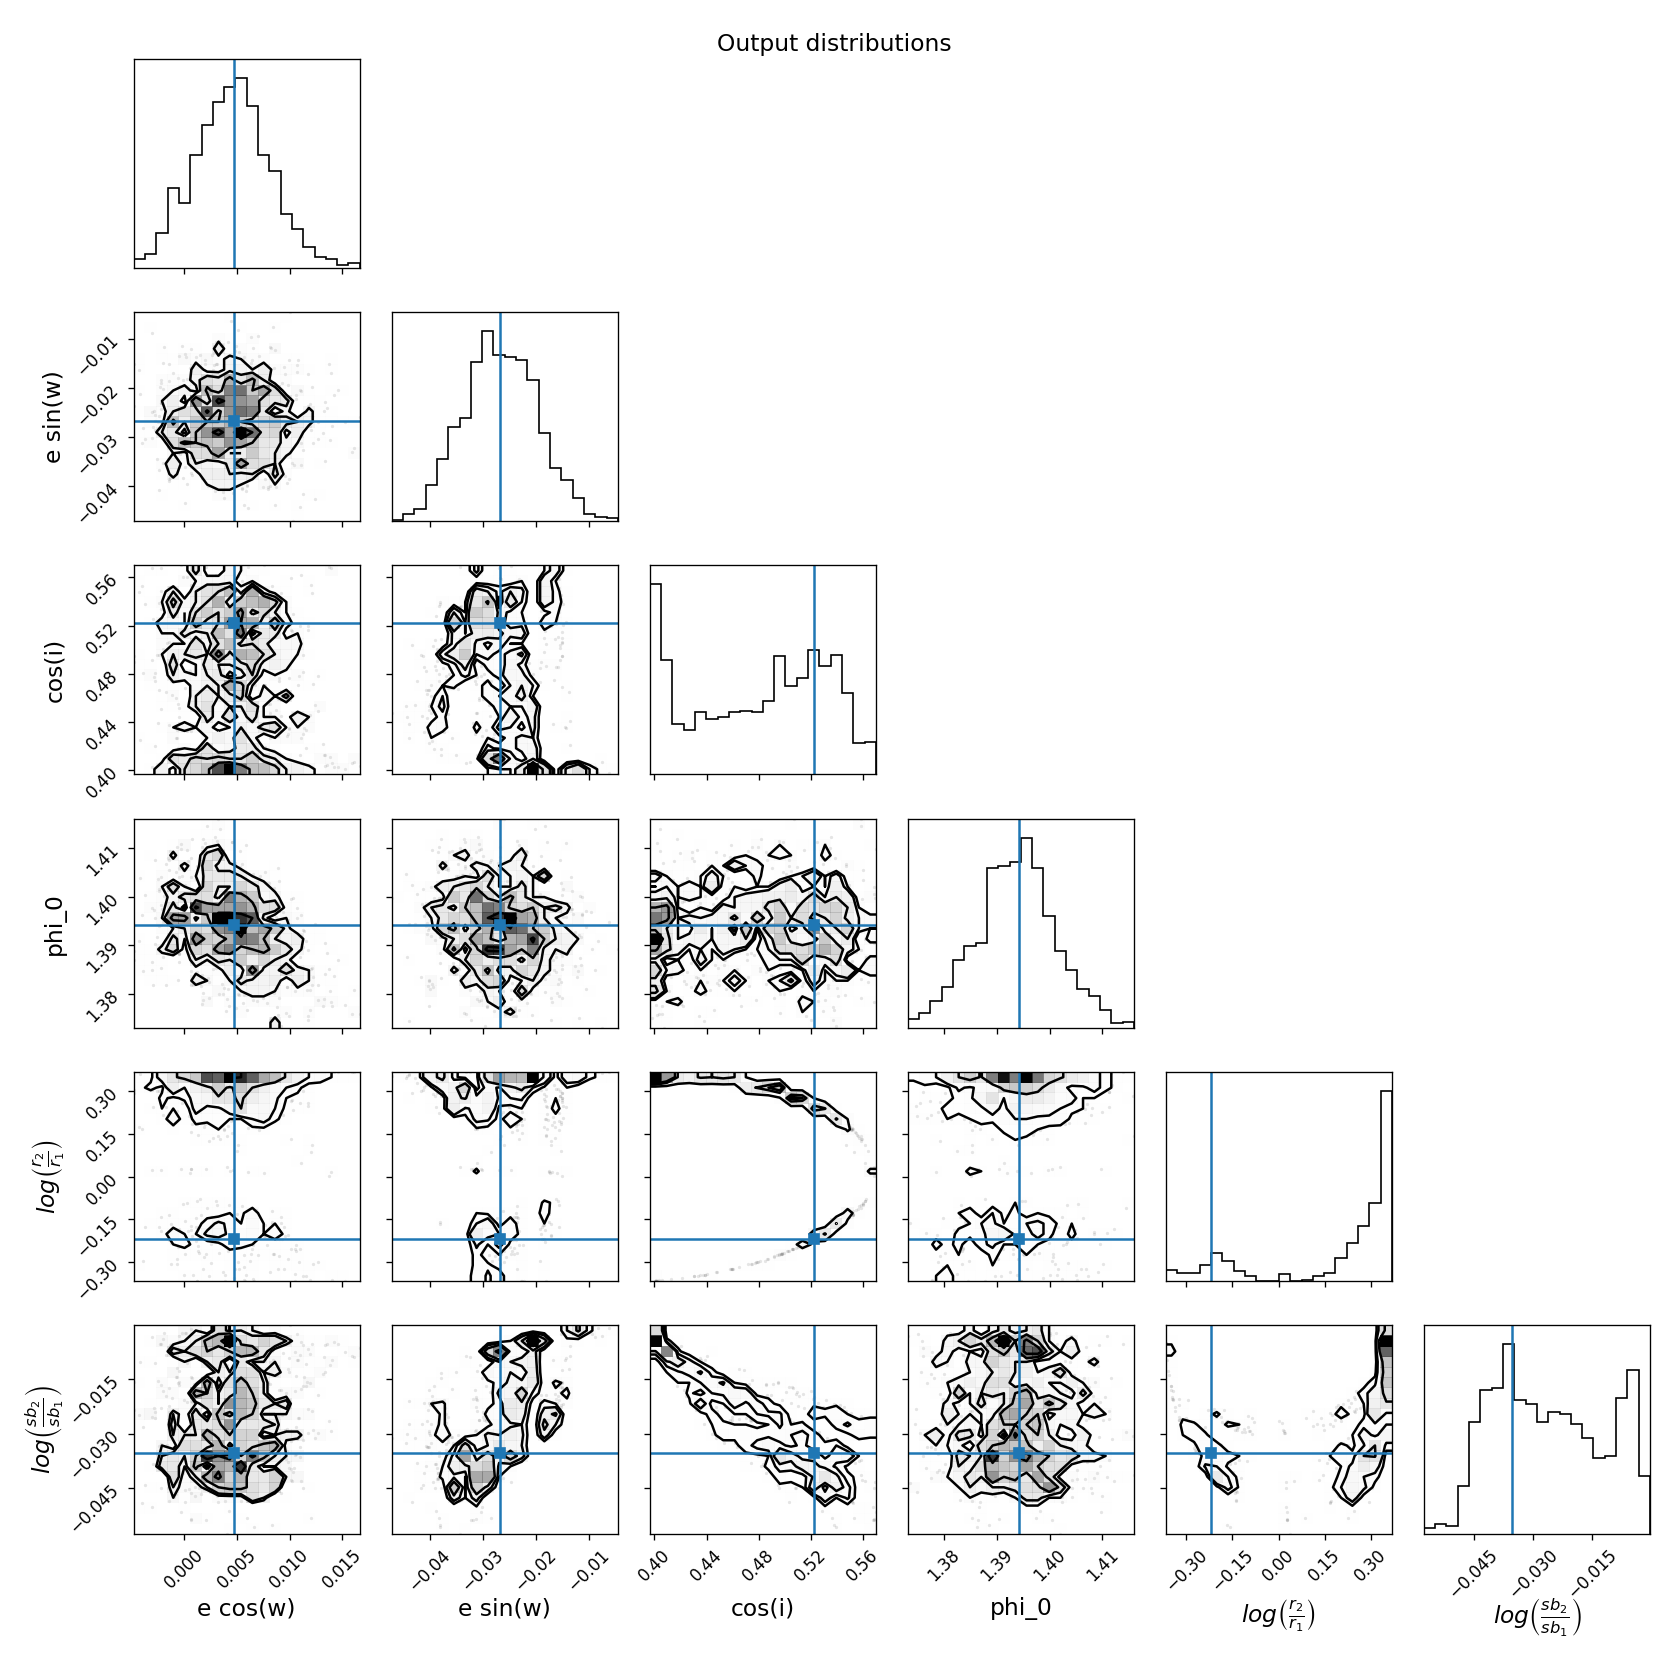 Output distributions
−0.01
−0.02
−0.03
−0.04
e sin(w)
0.56
0.52
0.48
0.44
0.40
cos(i)
1.41
1.40
1.39
1.38
phi_0
0.30
0.15
0.00
−0.15
−0.30
log(r₂/r₁)
−0.015
−0.030
−0.045
log(sb₂/sb₁)
0.000 0.005 0.010 0.015
e cos(w)
−0.04 −0.03 −0.02 −0.01
e sin(w)
0.40 0.44 0.48 0.52 0.56
cos(i)
1.38 1.39 1.40 1.41
phi_0
−0.30 −0.15 0.00 0.15 0.30
log(r₂/r₁)
−0.045 −0.030 −0.015
log(sb₂/sb₁)